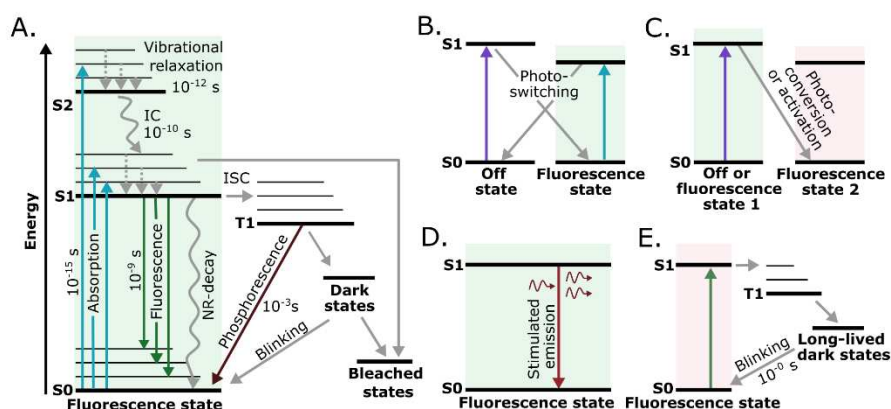 A.
Energy
Vibrational
relaxation
10⁻¹² s
S2
IC
10⁻¹⁰ s
S1
ISC
T1
10⁻¹⁵ s
Absorption
10⁻⁹ s
Fluorescence
NR-decay
Phosphorescence
10⁻³ s
Dark
states
Blinking
Bleached
states
S0
Fluorescence state
B.
S1
Photo-
switching
S0
Off
state
Fluorescence
state
C.
S1
Photo-
conversion
or activation
S0
Off or
fluorescence
state 1
Fluorescence
state 2
D.
S1
Stimulated
emission
S0
Fluorescence state
E.
S1
T1
Long-lived
dark states
Blinking
10⁻⁰ s
S0
Fluorescence state